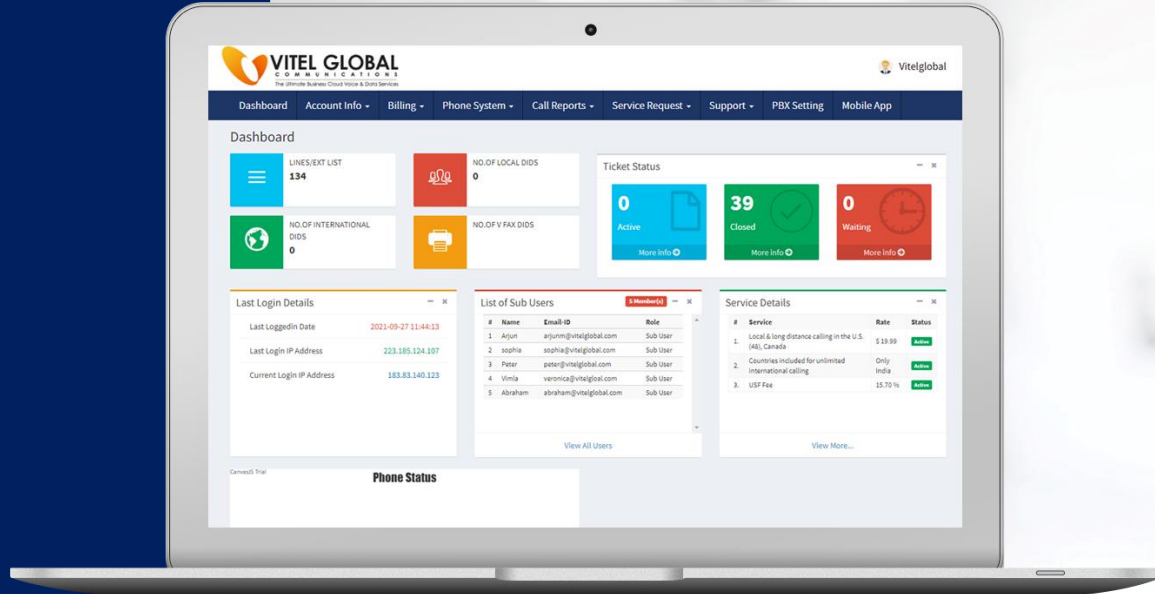 VITEL GLOBAL
COMMUNICATIONS
The Ultimate Business Cloud Voice & Data Services
Vitelglobal
Dashboard Account Info Billing Phone System Call Reports Service Request Support PBX Setting Mobile App
Dashboard
LINES/EXT LIST
134
NO.OF LOCAL DIDS
0
NO.OF INTERNATIONAL
DIDS
0
NO.OF V FAX DIDS
Ticket Status
0
Active
More info
39
Closed
More info
0
Waiting
More info
Last Login Details
Last Loggedin Date 2021-09-27 11:44:13
Last Login IP Address 223.185.124.107
Current Login IP Address 183.83.140.123
List of Sub Users 5 Member(s)
# Name Email-ID Role
1 Arjun arjunm@vitelglobal.com Sub User
2 sophia sophia@vitelglobal.com Sub User
3 Peter peter@vitelglobal.com Sub User
4 Vimla veronica@vitelgloal.com Sub User
5 Abraham abraham@vitelglobal.com Sub User
View All Users
Service Details
# Service Rate Status
1. Local & long distance calling in the U.S.
(48), Canada $ 19.99 Active
2. Countries included for unlimited
international calling Only
India Active
3. USF Fee 15.70 % Active
View More...
CanvasJS Trial
Phone Status